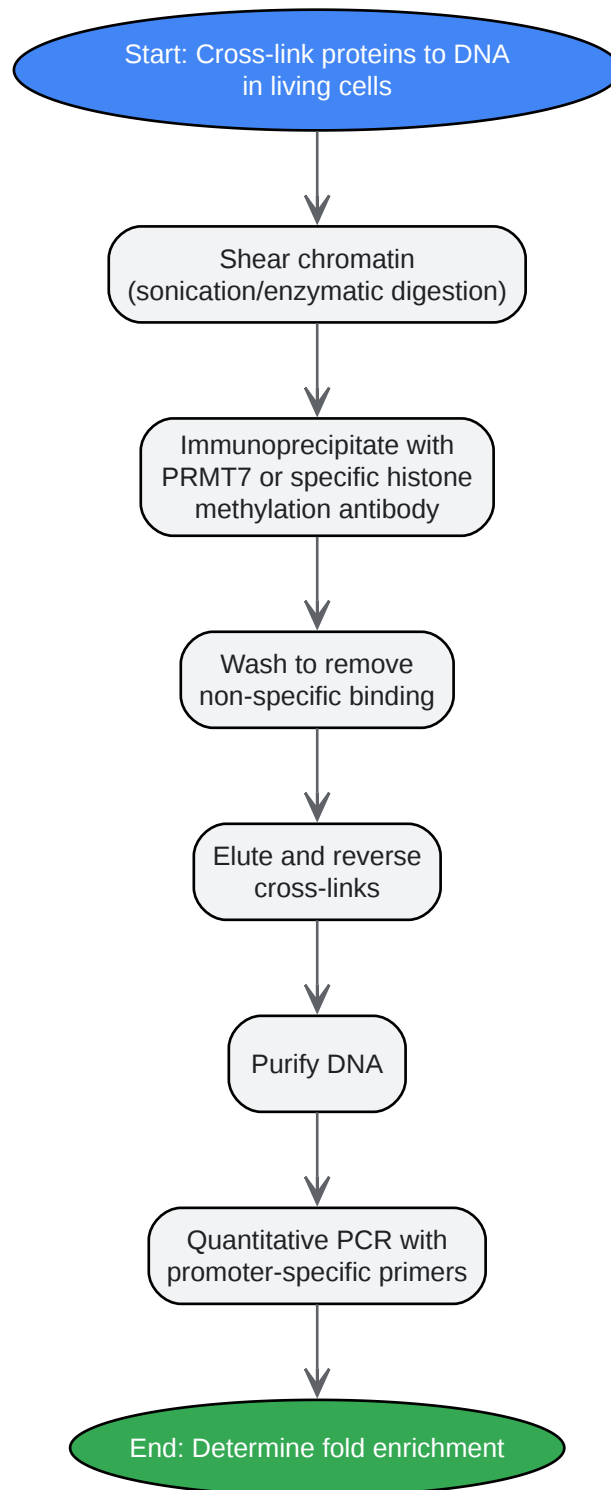 Start: Cross-link proteins to DNA
in living cells
Shear chromatin
(sonication/enzymatic digestion)
Immunoprecipitate with
PRMT7 or specific histone
methylation antibody
Wash to remove
non-specific binding
Elute and reverse
cross-links
Purify DNA
Quantitative PCR with
promoter-specific primers
End: Determine fold enrichment